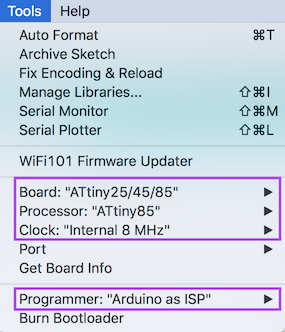 Tools Help
Auto Format ⌘T
Archive Sketch
Fix Encoding & Reload
Manage Libraries... ⇧⌘I
Serial Monitor ⇧⌘M
Serial Plotter ⇧⌘L
WiFi101 Firmware Updater
Board: "ATtiny25/45/85"
Processor: "ATtiny85"
Clock: "Internal 8 MHz"
Port
Get Board Info
Programmer: "Arduino as ISP"
Burn Bootloader